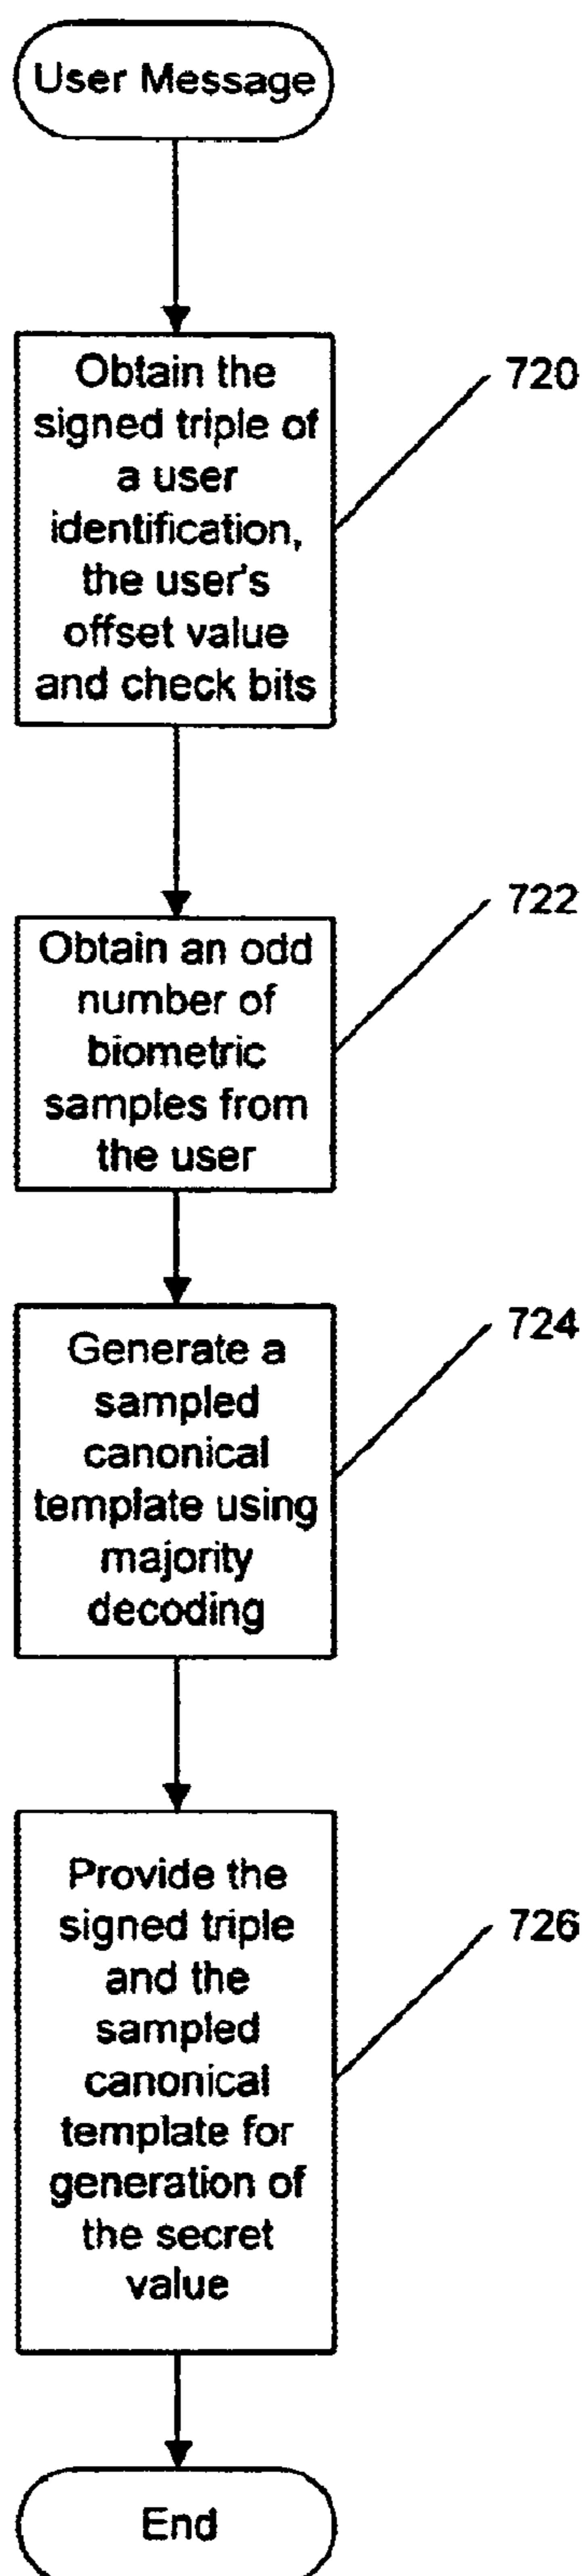 User Message
Obtain the
signed triple of
a user
identification,
the user's
offset value
and check bits
720
Obtain an odd
number of
biometric
samples from
the user
722
Generate a
sampled
canonical
template using
majority
decoding
724
Provide the
signed triple
and the
sampled
canonical
template for
generation of
the secret
value
726
End